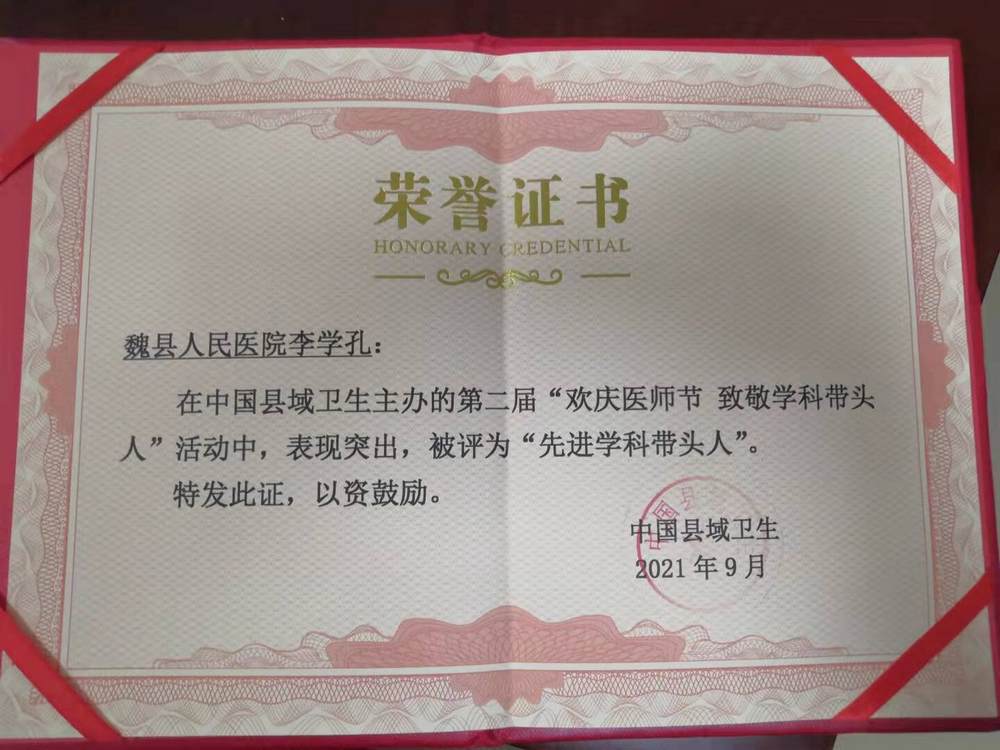 荣誉证书
HONORARY CREDENTIAL
魏县人民医院李学孔：
在中国县域卫生主办的第二届“欢庆医师节 致敬学科带头
人”活动中，表现突出，被评为“先进学科带头人”。
特发此证，以资鼓励。
中国县
中国县域卫生
2021年9月